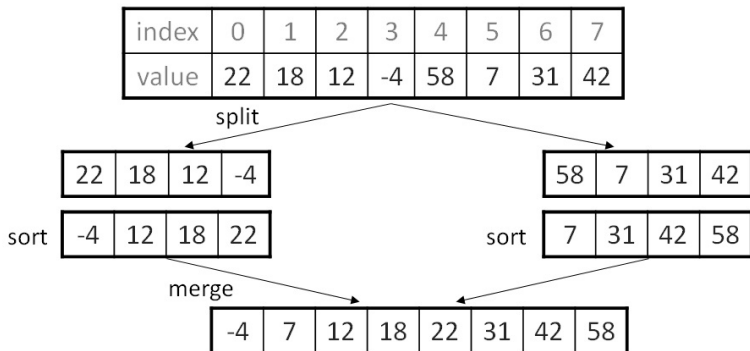 index 0 1 2 3 4 5 6 7
value 22 18 12 -4 58 7 31 42
split
22 18 12 -4 58 7 31 42
sort -4 12 18 22 sort 7 31 42 58
merge
-4 7 12 18 22 31 42 58